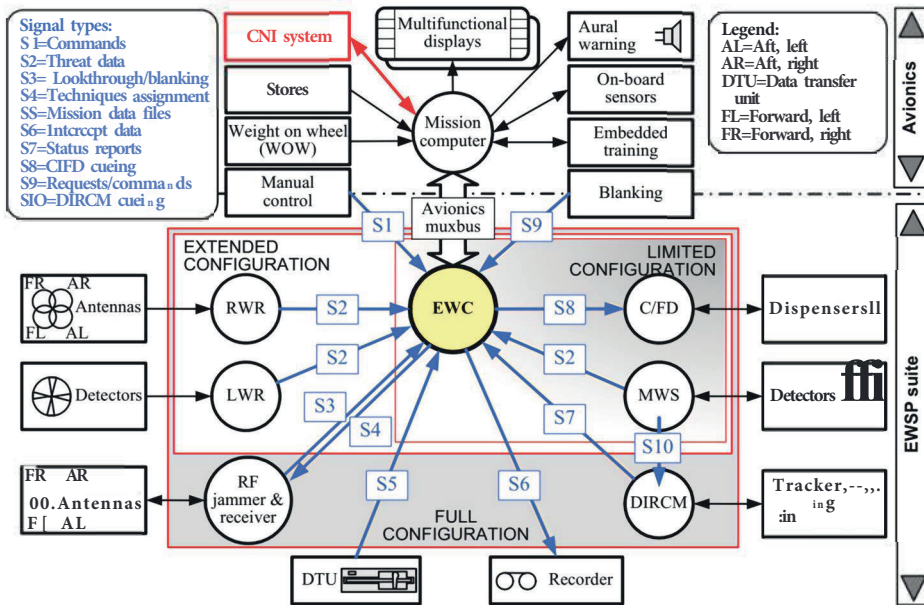 Signal types:
S 1=Commands
S2=Threat data
S3= Lookthrough/blanking
S4=Techniques assignment
SS=Mission data files
S6=1ntcrccpt data
S7=Status reports
S8=CIFD cueing
S9=Requests/comma n ds
SIO=DIRCM cuei n g
CNI system
Multifunctional
displays
Aural
warning
Legend:
AL=Aft, left
AR=Aft, right
DTU=Data transfer
unit
FL=Forward, left
FR=Forward, right
Avionics
Stores
Mission
computer
On-board
sensors
Weight on wheel
(WOW)
Embedded
training
Manual
control
Blanking
Avionics
muxbus
S1
S9
EXTENDED
CONFIGURATION
LIMITED
CONFIGURATION
FR AR
Antennas
FL AL
RWR
S2
EWC
S8
C/FD
Dispensersll
Detectors
LWR
S2
S2
MWS
Detectors ffi
S3
S4
S7
S10
FR AR
00.Antennas
F[ AL
RF
jammer &
receiver
S5
S6
DIRCM
Tracker,--,,.
:in ing
FULL
CONFIGURATION
DTU
Recorder
EWSP suite